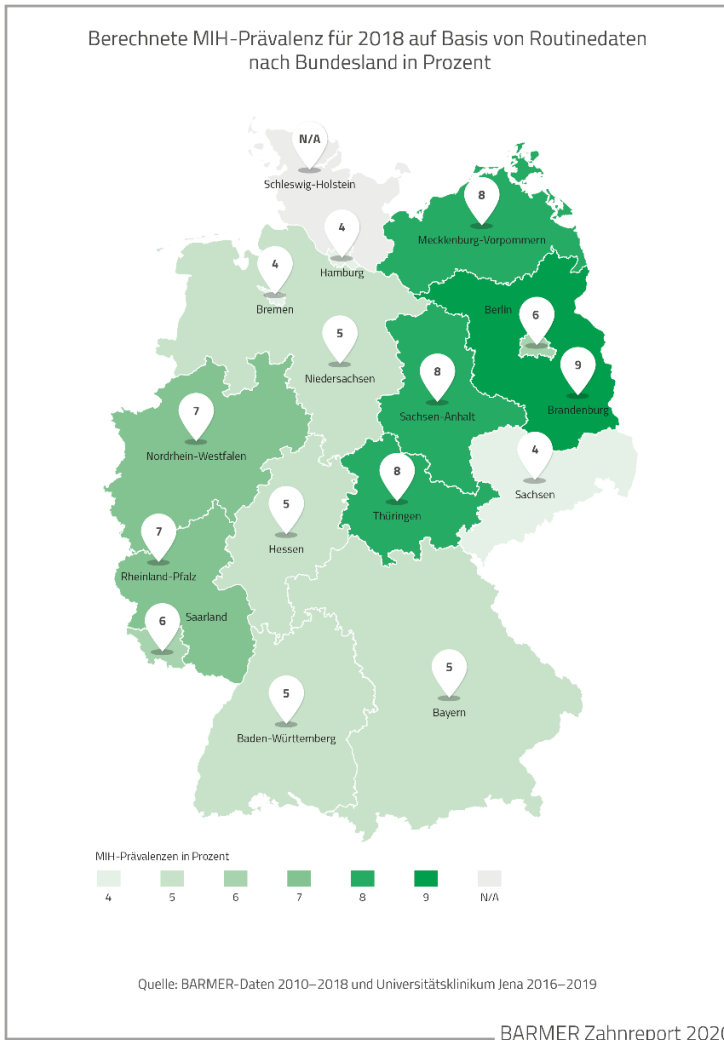 Berechnete MIH-Prävalenz für 2018 auf Basis von Routinedaten
nach Bundesland in Prozent
N/A
Schleswig-Holstein
8
Mecklenburg-Vorpommern
4
Hamburg
4
Bremen
Berlin
6
5
Niedersachsen
8
Sachsen-Anhalt
9
Brandenburg
7
Nordrhein-Westfalen
4
Sachsen
8
Thüringen
5
Hessen
7
Rheinland-Pfalz
Saarland
6
5
Bayern
5
Baden-Württemberg
MIH-Prävalenzen in Prozent
4 5 6 7 8 9 N/A
Quelle: BARMER-Daten 2010–2018 und Universitätsklinikum Jena 2016–2019
BARMER Zahnreport 2020